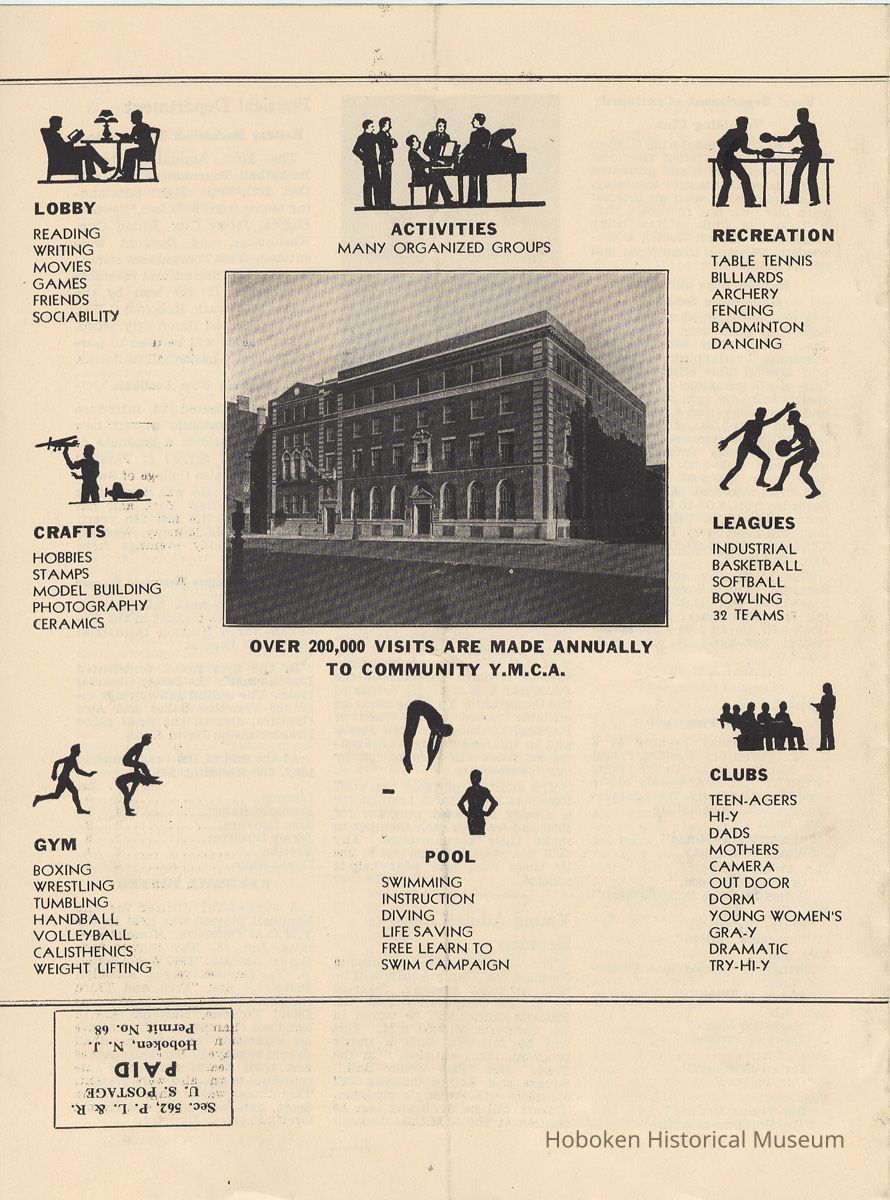 LOBBY
READING
WRITING
MOVIES
GAMES
FRIENDS
SOCIABILITY
ACTIVITIES
MANY ORGANIZED GROUPS
RECREATION
TABLE TENNIS
BILLIARDS
ARCHERY
FENCING
BADMINTON
DANCING
CRAFTS
HOBBIES
STAMPS
MODEL BUILDING
PHOTOGRAPHY
CERAMICS
LEAGUES
INDUSTRIAL
BASKETBALL
SOFTBALL
BOWLING
32 TEAMS
OVER 200,000 VISITS ARE MADE ANNUALLY
TO COMMUNITY Y.M.C.A.
GYM
BOXING
WRESTLING
TUMBLING
HANDBALL
VOLLEYBALL
CALISTHENICS
WEIGHT LIFTING
POOL
SWIMMING
INSTRUCTION
DIVING
LIFE SAVING
FREE LEARN TO
SWIM CAMPAIGN
CLUBS
TEEN-AGERS
HI-Y
DADS
MOTHERS
CAMERA
OUT DOOR
DORM
YOUNG WOMEN'S
GRA-Y
DRAMATIC
TRY-HI-Y
Sec. 562, P. L. & R.
U. S. POSTAGE
PAID
Hoboken, N. J.
Permit No. 68
Hoboken Historical Museum